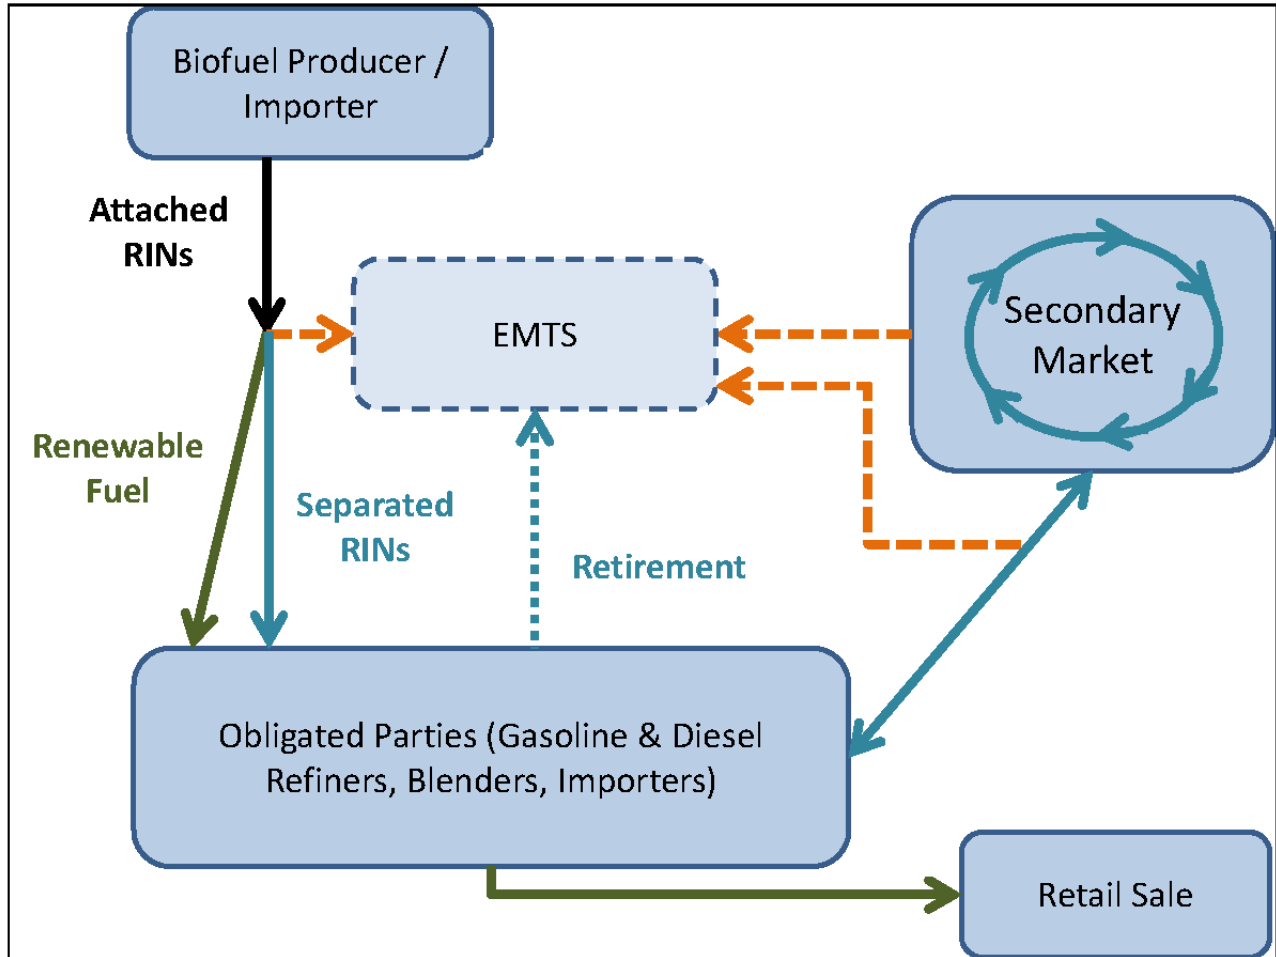 Biofuel Producer /
Importer
Attached
RINs
EMTS
Secondary
Market
Renewable
Fuel
Separated
RINs
Retirement
Obligated Parties (Gasoline & Diesel
Refiners, Blenders, Importers)
Retail Sale